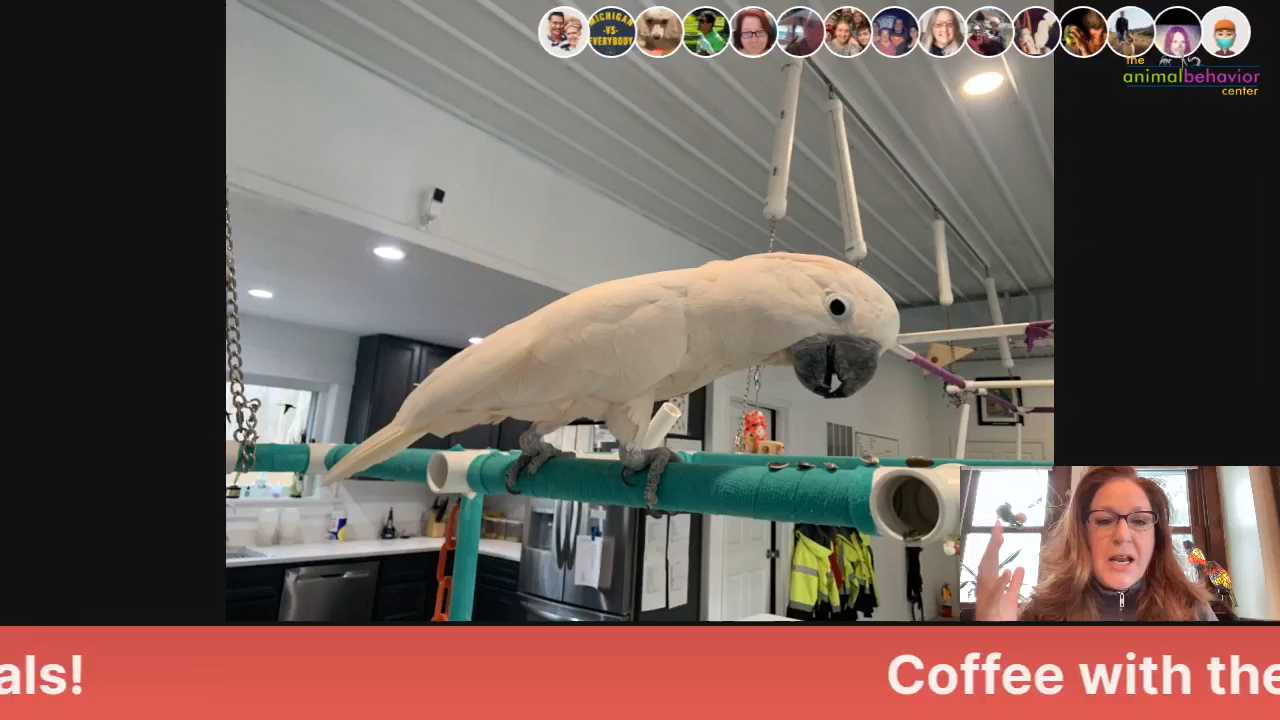 MICHIGAN
-VS-
EVERYBODY
the
animalbehavior
center
als!
Coffee with the